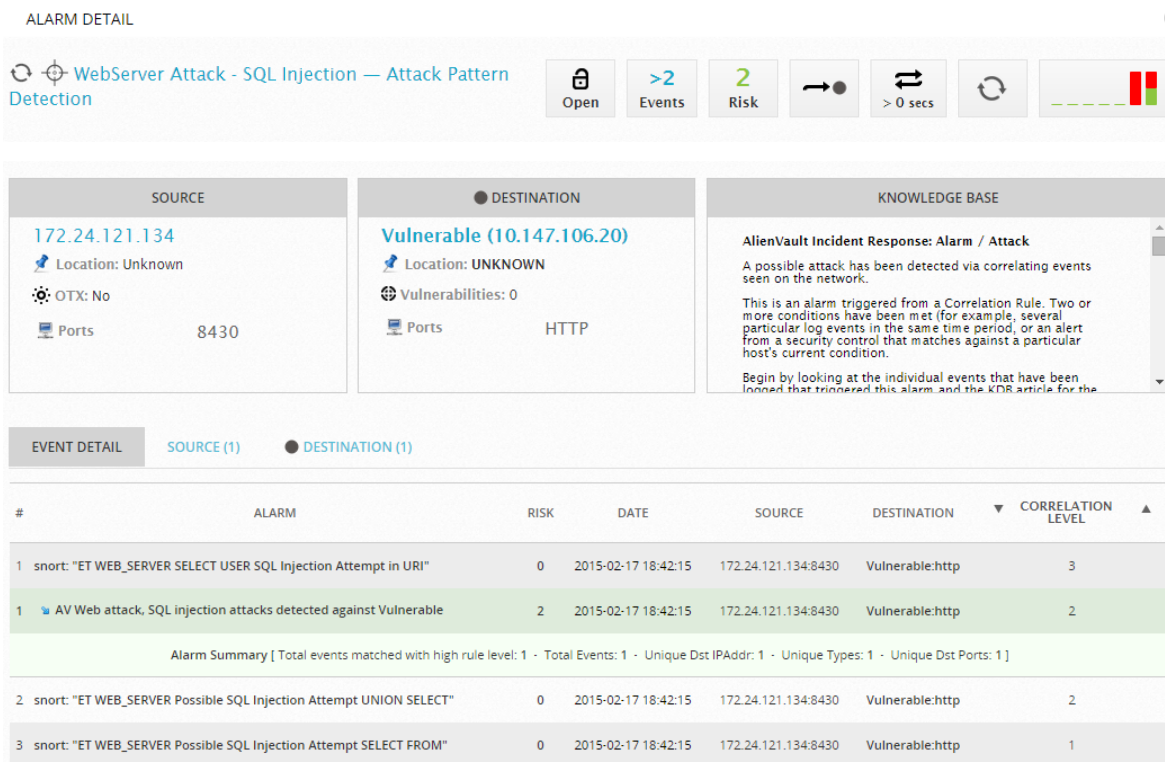 ALARM DETAIL
WebServer Attack - SQL Injection — Attack Pattern
Detection
Open
>2
Events
2
Risk
> 0 secs
SOURCE
172.24.121.134
Location: Unknown
OTX: No
Ports 8430
DESTINATION
Vulnerable (10.147.106.20)
Location: UNKNOWN
Vulnerabilities: 0
Ports HTTP
KNOWLEDGE BASE
AlienVault Incident Response: Alarm / Attack
A possible attack has been detected via correlating events
seen on the network.
This is an alarm triggered from a Correlation Rule. Two or
more conditions have been met (for example, several
particular log events in the same time period, or an alert
from a security control that matches against a particular
host's current condition.
Begin by looking at the individual events that have been
logged that triggered this alarm and the KDB article for the
EVENT DETAIL SOURCE (1) DESTINATION (1)
# ALARM RISK DATE SOURCE DESTINATION CORRELATION LEVEL
1 snort: "ET WEB_SERVER SELECT USER SQL Injection Attempt in URI" 0 2015-02-17 18:42:15 172.24.121.134:8430 Vulnerable:http 3
1 AV Web attack, SQL injection attacks detected against Vulnerable 2 2015-02-17 18:42:15 172.24.121.134:8430 Vulnerable:http 2
Alarm Summary [ Total events matched with high rule level: 1 - Total Events: 1 - Unique Dst IPAddr: 1 - Unique Types: 1 - Unique Dst Ports: 1 ]
2 snort: "ET WEB_SERVER Possible SQL Injection Attempt UNION SELECT" 0 2015-02-17 18:42:15 172.24.121.134:8430 Vulnerable:http 2
3 snort: "ET WEB_SERVER Possible SQL Injection Attempt SELECT FROM" 0 2015-02-17 18:42:15 172.24.121.134:8430 Vulnerable:http 1